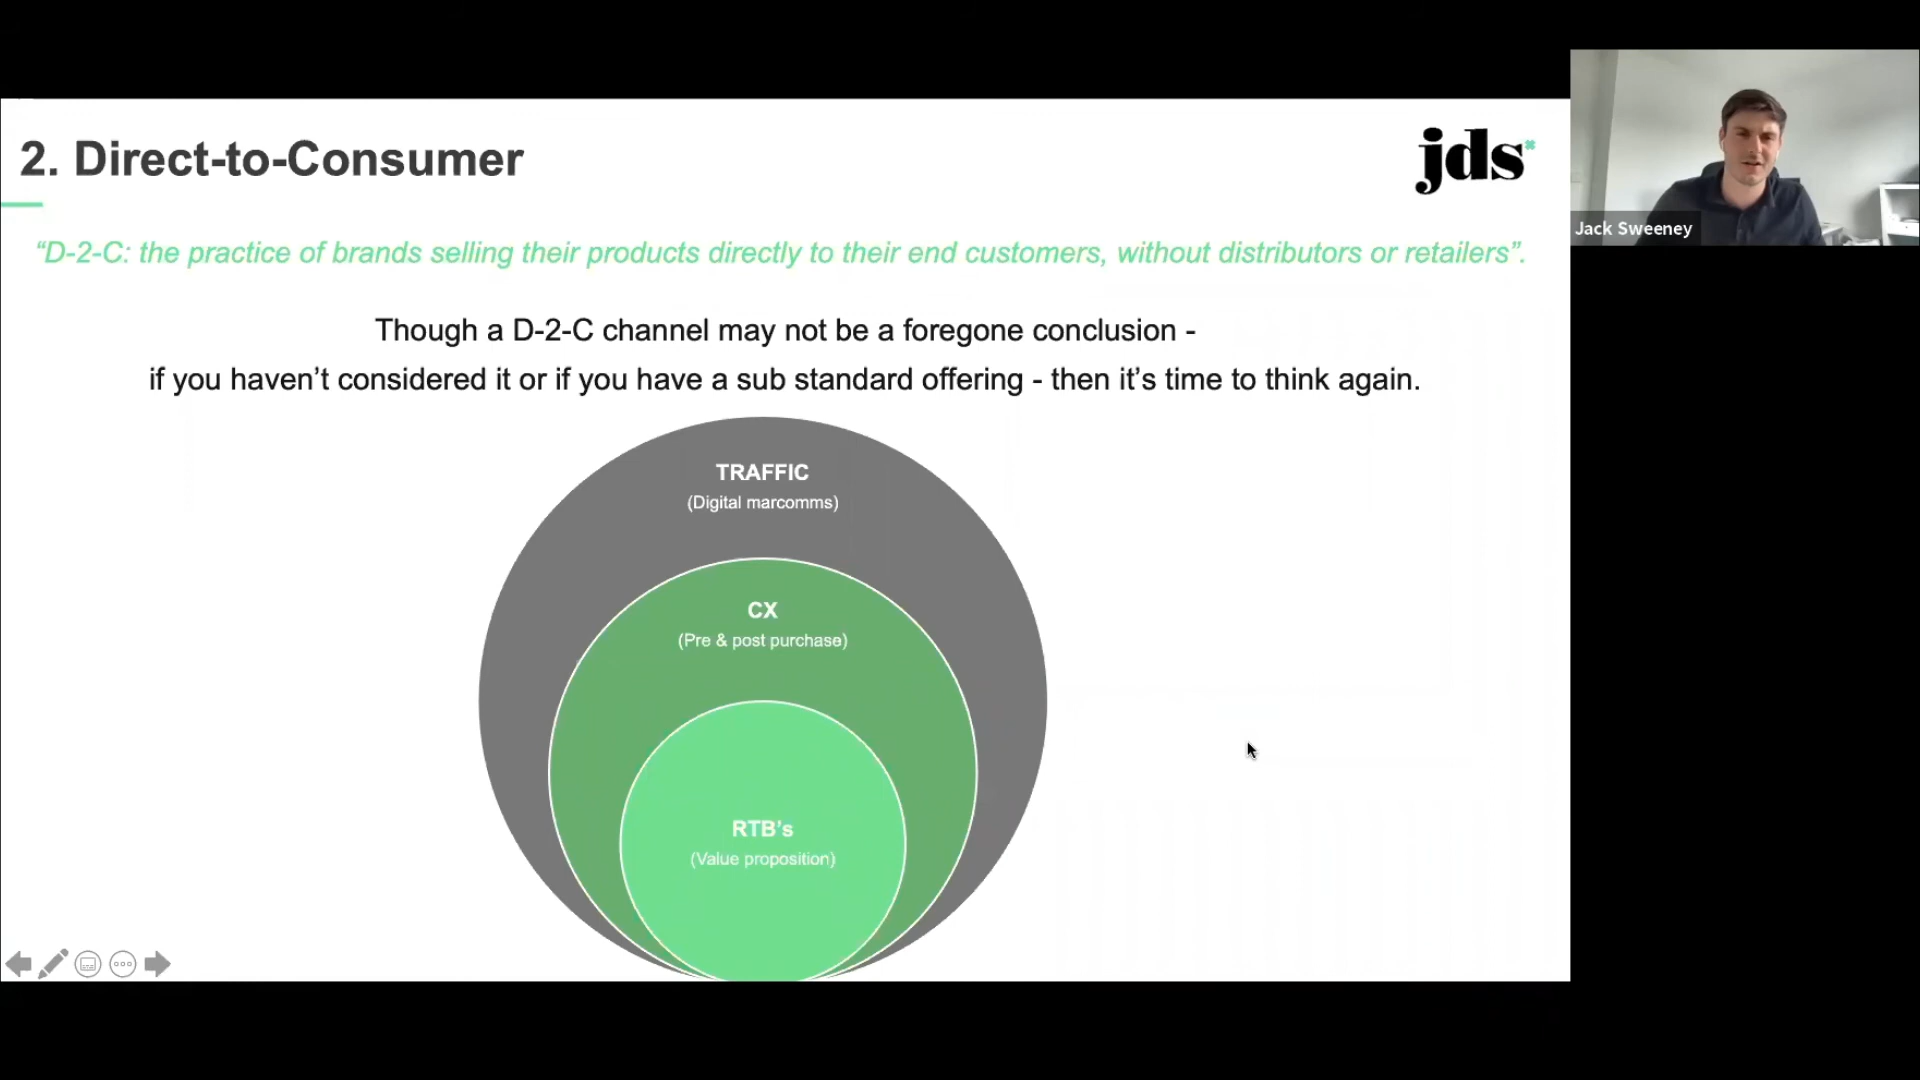 2. Direct-to-Consumer
jds
Jack Sweeney
“D-2-C: the practice of brands selling their products directly to their end customers, without distributors or retailers”.
Though a D-2-C channel may not be a foregone conclusion -
if you haven’t considered it or if you have a sub standard offering - then it’s time to think again.
TRAFFIC
(Digital marcomms)
CX
(Pre & post purchase)
RTB’s
(Value proposition)